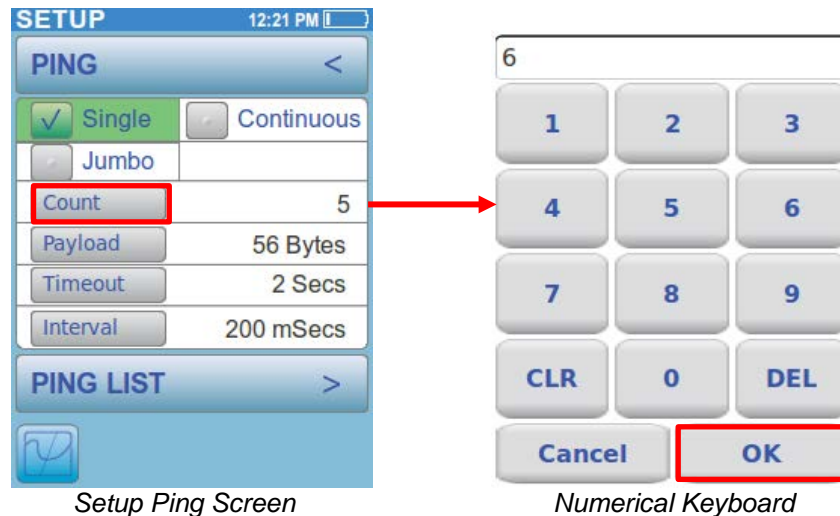 SETUP 12:21 PM
PING <
Single Continuous
Jumbo
Count 5
Payload 56 Bytes
Timeout 2 Secs
Interval 200 mSecs
PING LIST >
Setup Ping Screen
6
1 2 3
4 5 6
7 8 9
CLR 0 DEL
Cancel OK
Numerical Keyboard